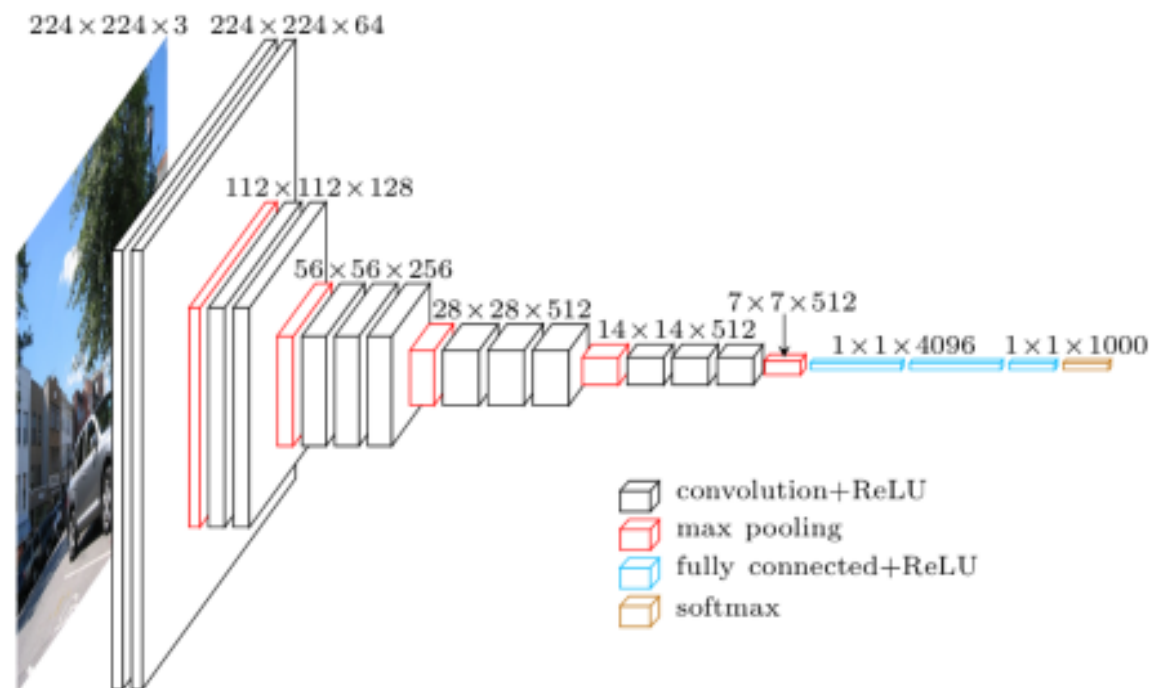 224×224×3
224×224×64
112×112×128
56×56×256
28×28×512
14×14×512
7×7×512
1×1×4096
1×1×1000
convolution+ReLU
max pooling
fully connected+ReLU
softmax